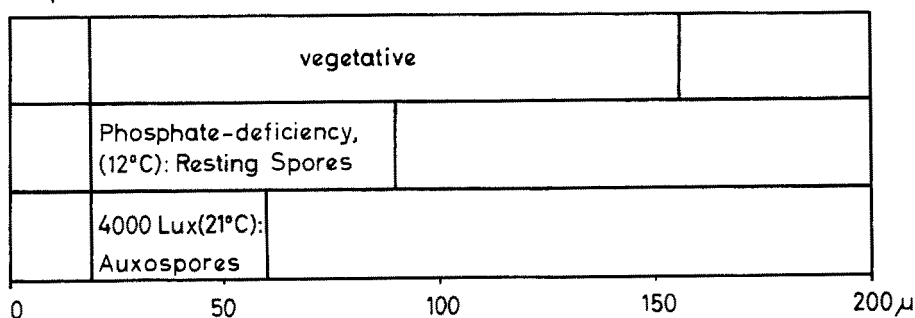 vegetative
Phosphate-deficiency,
(12°C): Resting Spores
4000 Lux(21°C):
Auxospores
0 50 100 150 200 μ